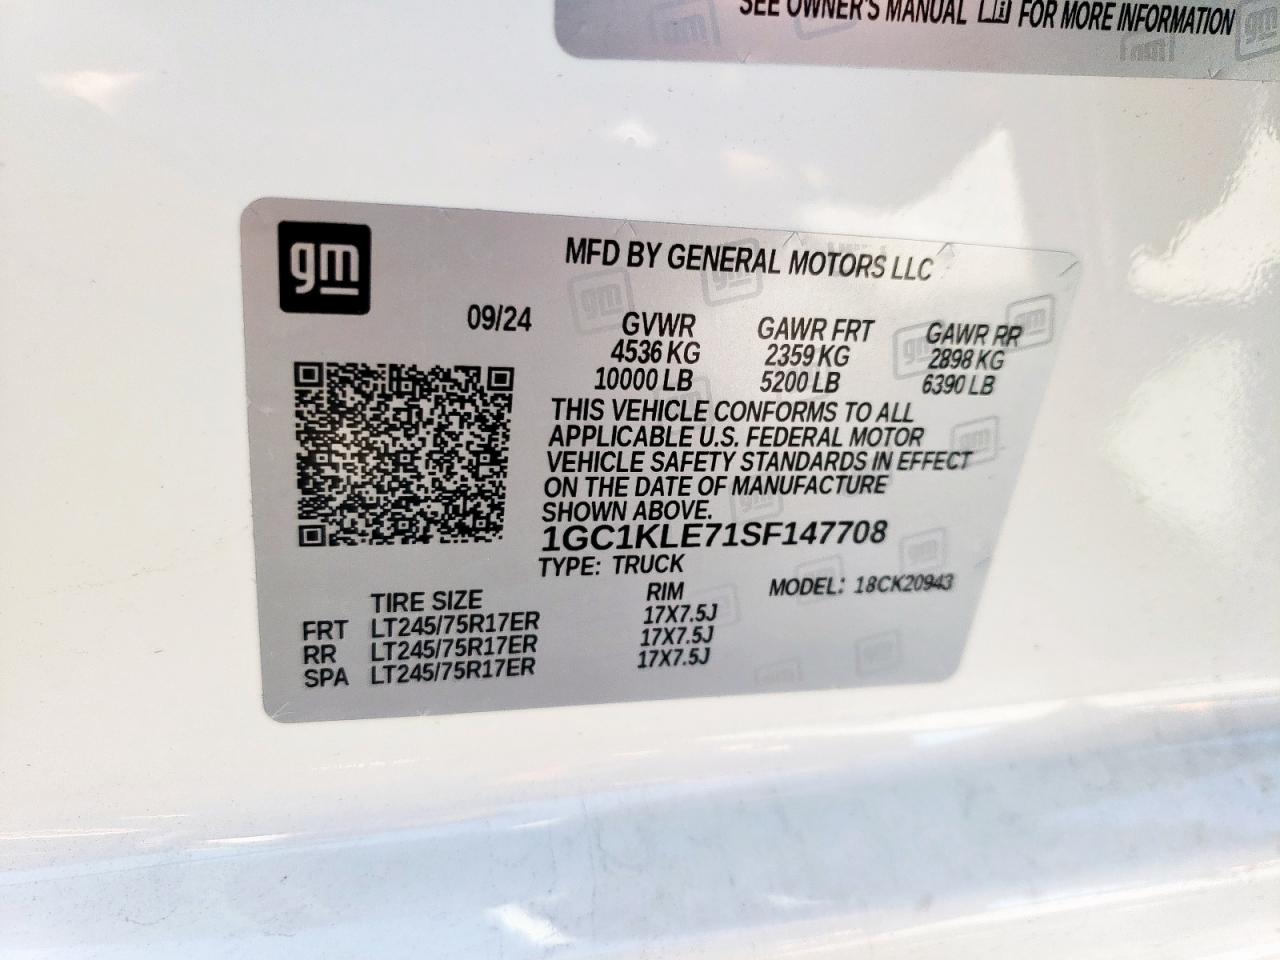 SEE OWNER'S MANUAL FOR MORE INFORMATION
gm
MFD BY GENERAL MOTORS LLC
09/24
GVWR GAWR FRT GAWR RR
4536 KG 2359 KG 2898 KG
10000 LB 5200 LB 6390 LB
THIS VEHICLE CONFORMS TO ALL
APPLICABLE U.S. FEDERAL MOTOR
VEHICLE SAFETY STANDARDS IN EFFECT
ON THE DATE OF MANUFACTURE
SHOWN ABOVE.
1GC1KLE71SF147708
TYPE: TRUCK
MODEL: 18CK20943
TIRE SIZE RIM
FRT LT245/75R17ER 17X7.5J
RR LT245/75R17ER 17X7.5J
SPA LT245/75R17ER 17X7.5J